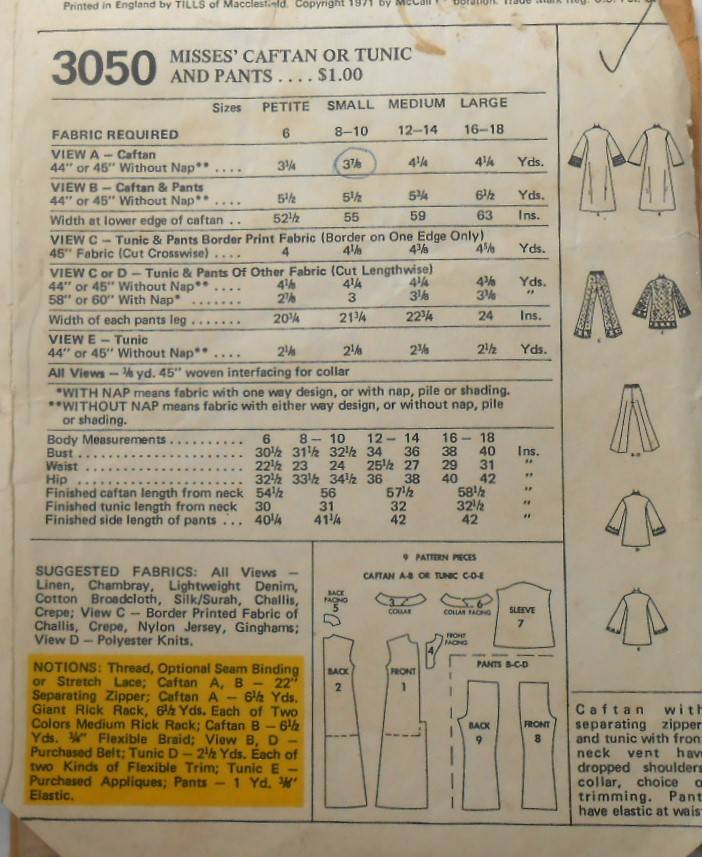 Printed in England by TILLS of Macclesfield. Copyright 1971 by McCall
3050 MISSES' CAFTAN OR TUNIC
AND PANTS .... $1.00
Sizes PETITE SMALL MEDIUM LARGE
FABRIC REQUIRED 6 8–10 12–14 16–18
VIEW A – Caftan
44" or 45" Without Nap** .... 3¼ 3⅞ 4¼ 4¼ Yds.
VIEW B – Caftan & Pants
44" or 45" Without Nap** .... 5½ 5½ 5¾ 6½ Yds.
Width at lower edge of caftan .. 52½ 55 59 63 Ins.
VIEW C – Tunic & Pants Border Print Fabric (Border on One Edge Only)
45" Fabric (Cut Crosswise) .... 4 4⅛ 4⅜ 4⅝ Yds.
VIEW C or D – Tunic & Pants Of Other Fabric (Cut Lengthwise)
44" or 45" Without Nap** .... 4⅛ 4¼ 4¼ 4⅜ Yds.
58" or 60" With Nap* ....... 2⅞ 3 3⅛ 3⅜ "
Width of each pants leg ....... 20¾ 21¾ 22¾ 24 Ins.
VIEW E – Tunic
44" or 45" Without Nap** .... 2⅛ 2⅛ 2⅜ 2½ Yds.
All Views – ⅜ yd. 45" woven interfacing for collar
*WITH NAP means fabric with one way design, or with nap, pile or shading.
**WITHOUT NAP means fabric with either way design, or without nap, pile
or shading.
Body Measurements .......... 6 8 – 10 12 – 14 16 – 18
Bust ...................... 30½ 31½ 32½ 34 36 38 40 Ins.
Waist ..................... 22½ 23 24 25½ 27 29 31 "
Hip ...................... 32½ 33½ 34½ 36 38 40 42 "
Finished caftan length from neck 54½ 56 57½ 58½ "
Finished tunic length from neck 30 31 32 32½ "
Finished side length of pants ... 40¼ 41¼ 42 42 "
SUGGESTED FABRICS: All Views –
Linen, Chambray, Lightweight Denim,
Cotton Broadcloth, Silk/Surah, Challis,
Crepe; View C – Border Printed Fabric of
Challis, Crepe, Nylon Jersey, Ginghams;
View D – Polyester Knits.
NOTIONS: Thread, Optional Seam Binding
or Stretch Lace; Caftan A, B – 22"
Separating Zipper; Caftan A – 6½ Yds.
Giant Rick Rack, 6½ Yds. Each of Two
Colors Medium Rick Rack; Caftan B – 6½
Yds. ¾" Flexible Braid; View B, D –
Purchased Belt; Tunic D – 2½ Yds. Each of
two Kinds of Flexible Trim; Tunic E –
Purchased Appliques; Pants – 1 Yd. ⅜"
Elastic.
9 PATTERN PIECES
CAFTAN A-B OR TUNIC C-D-E
BACK
FACING
5
3
COLLAR
6
COLLAR FACING
SLEEVE
7
FRONT
FACING
4
BACK
2
FRONT
1
PANTS B-C-D
BACK
9
FRONT
8
Caftan with
separating zipper
and tunic with front
neck vent have
dropped shoulders
collar, choice
trimming. Pant
have elastic at waist